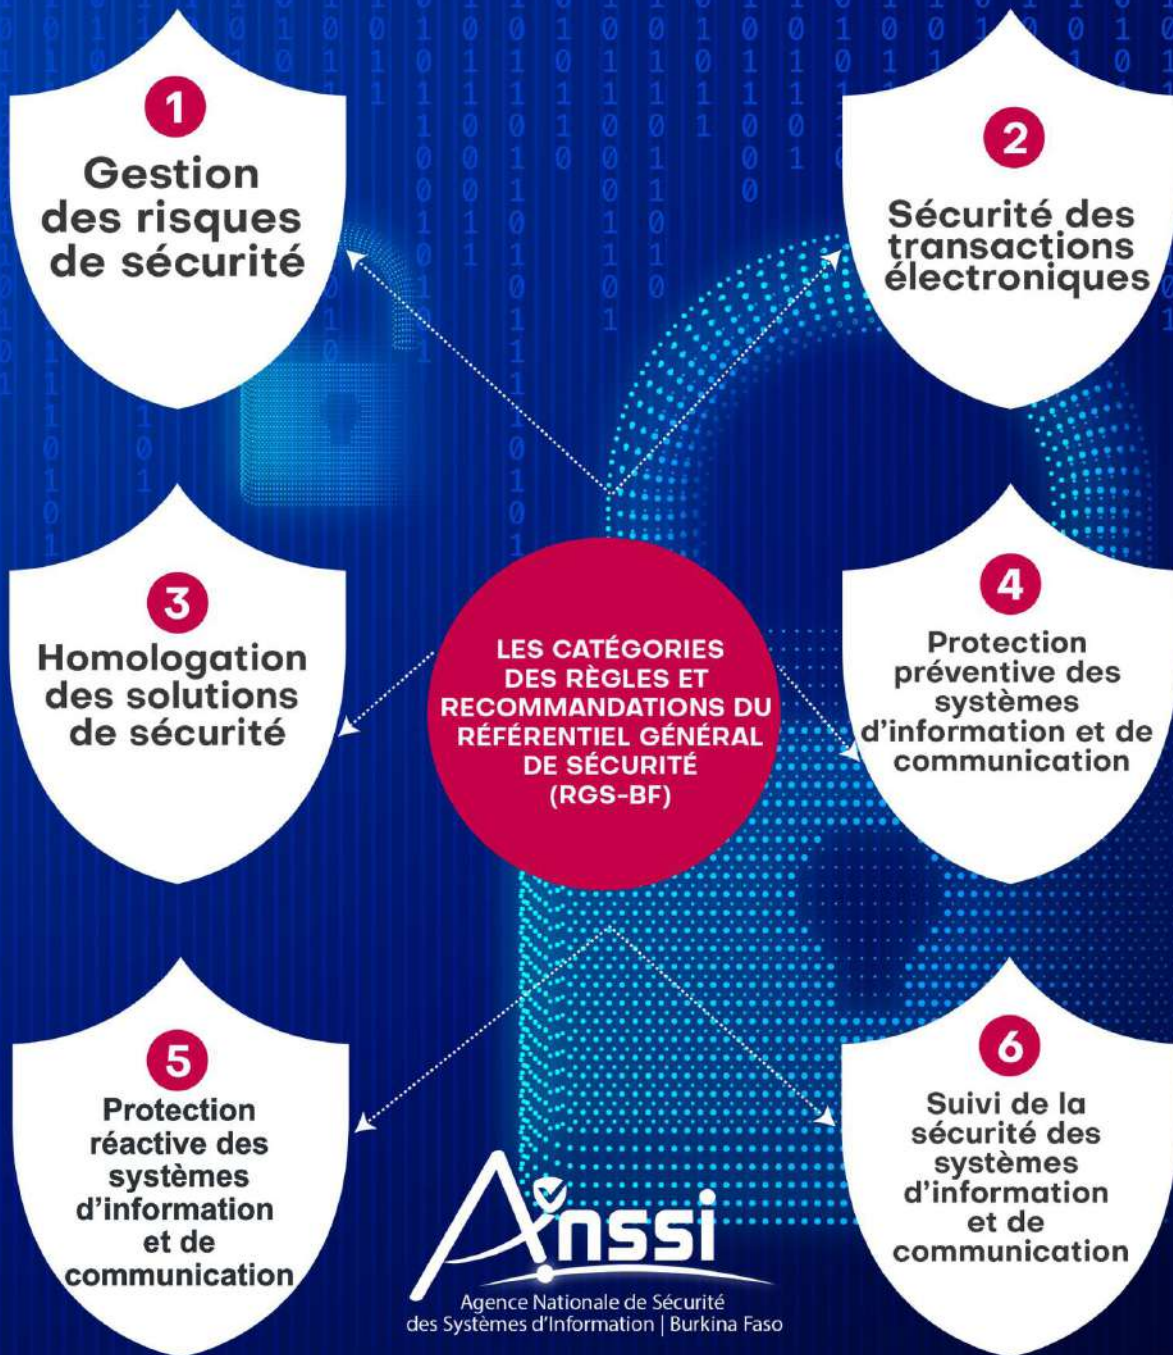 1
Gestion
des risques
de sécurité
2
Sécurité des
transactions
électroniques
3
Homologation
des solutions
de sécurité
LES CATÉGORIES
DES RÈGLES ET
RECOMMANDATIONS DU
RÉFÉRENTIEL GÉNÉRAL
DE SÉCURITÉ
(RGS-BF)
4
Protection
préventive des
systèmes
d'information et de
communication
5
Protection
réactive des
systèmes
d'information
et de
communication
6
Suivi de la
sécurité des
systèmes
d'information
et de
communication
Anssi
Agence Nationale de Sécurité
des Systèmes d'Information | Burkina Faso